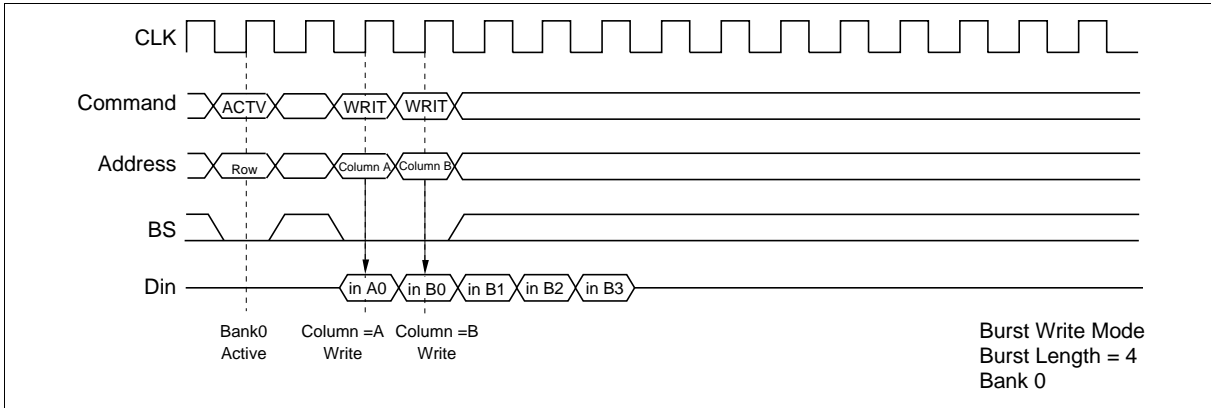 CLK
Command ACTV WRIT WRIT
Address Row Column A Column B
BS
Din in A0 in B0 in B1 in B2 in B3
Bank0 Column =A Column =B
Active Write Write
Burst Write Mode
Burst Length = 4
Bank 0